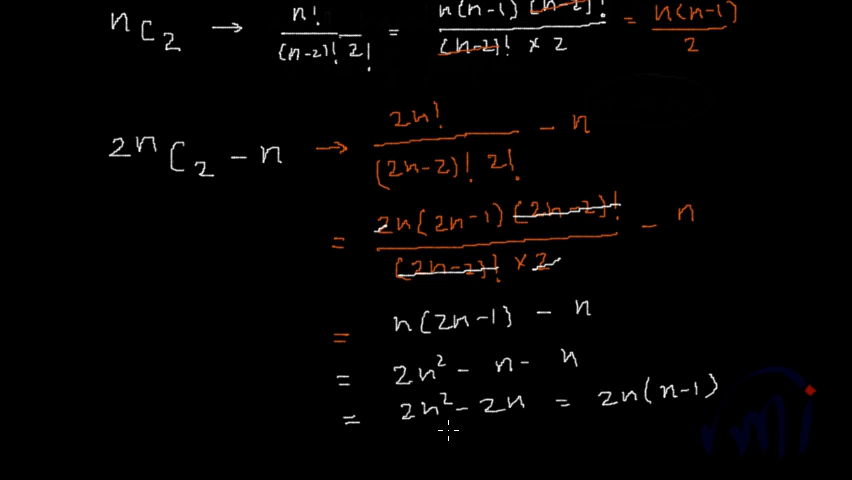 nC2 → n!/(n-2)! 2! = n(n-1) (n-2)!/(n-2)! × 2 = n(n-1)/2
2nC2 - n → 2n!/(2n-2)! 2! - n
= 2n(2n-1) (2n-2)!/(2n-2)! × 2 - n
= n(2n-1) - n
= 2n² - n - n
= 2n² - 2n = 2n(n-1)
rmi